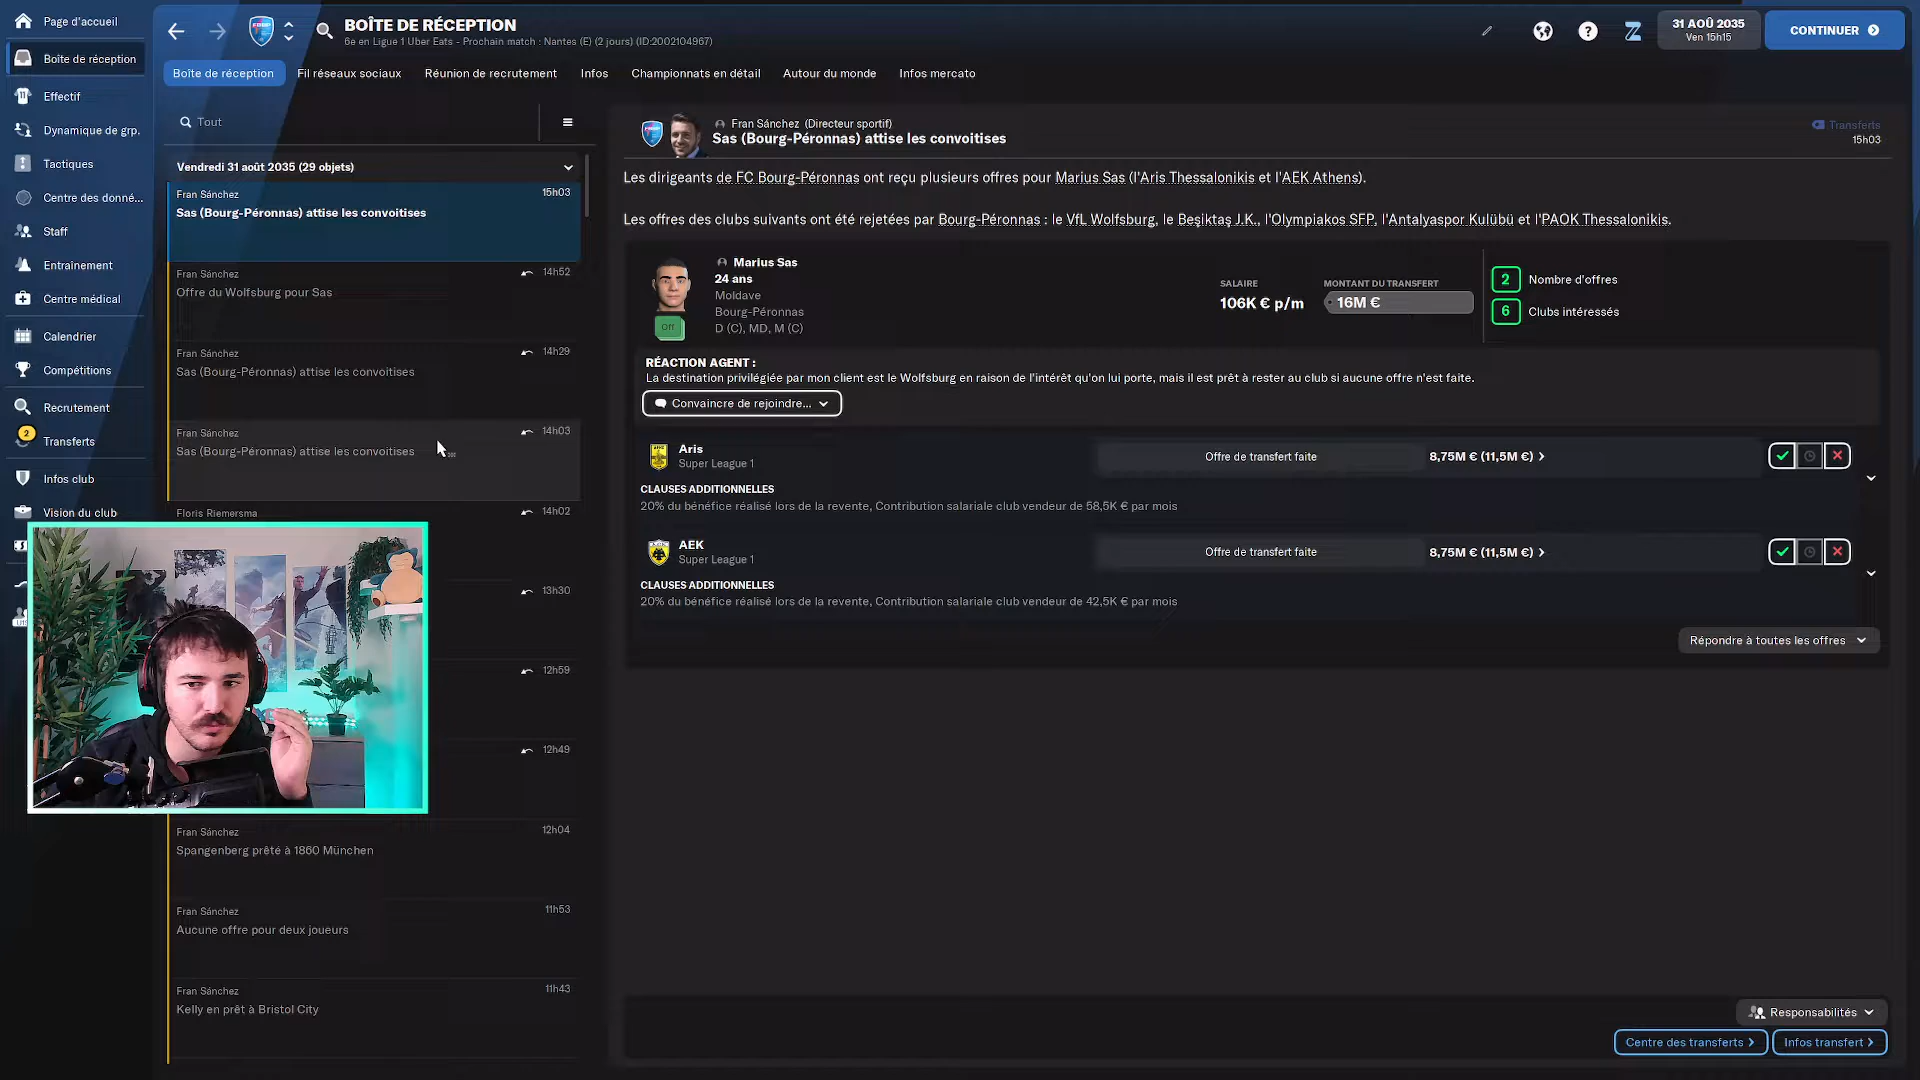 Page d'accueil
Boîte de réception
Effectif
Dynamique de grp.
Tactiques
Centre des donné...
Staff
Entraînement
Centre médical
Calendrier
Compétitions
Recrutement
2
Transferts
Infos club
Vision du club
BOÎTE DE RÉCEPTION
6e en Ligue 1 Uber Eats - Prochain match : Nantes (E) (2 jours) (ID:2002104967)
31 AOÛ 2035
Ven 15h15
CONTINUER
Boîte de réception
Fil réseaux sociaux
Réunion de recrutement
Infos
Championnats en détail
Autour du monde
Infos mercato
Tout
Vendredi 31 août 2035 (29 objets)
Fran Sánchez
15h03
Sas (Bourg-Péronnas) attise les convoitises
Fran Sánchez
14h52
Offre du Wolfsburg pour Sas
Fran Sánchez
14h29
Sas (Bourg-Péronnas) attise les convoitises
Fran Sánchez
14h03
Sas (Bourg-Péronnas) attise les convoitises
Floris Riemersma
14h02
13h30
12h59
12h49
Fran Sánchez
12h04
Spangenberg prêté à 1860 München
Fran Sánchez
11h53
Aucune offre pour deux joueurs
Fran Sánchez
11h43
Kelly en prêt à Bristol City
Fran Sánchez (Directeur sportif)
Sas (Bourg-Péronnas) attise les convoitises
Transferts
15h03
Les dirigeants de FC Bourg-Péronnas ont reçu plusieurs offres pour Marius Sas (l'Aris Thessalonikis et l'AEK Athens).
Les offres des clubs suivants ont été rejetées par Bourg-Péronnas : le VfL Wolfsburg, le Beşiktaş J.K., l'Olympiakos SFP, l'Antalyaspor Kulübü et l'PAOK Thessalonikis.
Marius Sas
24 ans
Moldave
Bourg-Péronnas
D (C), MD, M (C)
Off
SALAIRE
106K € p/m
MONTANT DU TRANSFERT
16M €
2 Nombre d'offres
6 Clubs intéressés
RÉACTION AGENT :
La destination privilégiée par mon client est le Wolfsburg en raison de l'intérêt qu'on lui porte, mais il est prêt à rester au club si aucune offre n'est faite.
Convaincre de rejoindre...
Aris
Super League 1
Offre de transfert faite
8,75M € (11,5M €)
CLAUSES ADDITIONNELLES
20% du bénéfice réalisé lors de la revente, Contribution salariale club vendeur de 58,5K € par mois
AEK
Super League 1
Offre de transfert faite
8,75M € (11,5M €)
CLAUSES ADDITIONNELLES
20% du bénéfice réalisé lors de la revente, Contribution salariale club vendeur de 42,5K € par mois
Répondre à toutes les offres
Responsabilités
Centre des transferts
Infos transfert